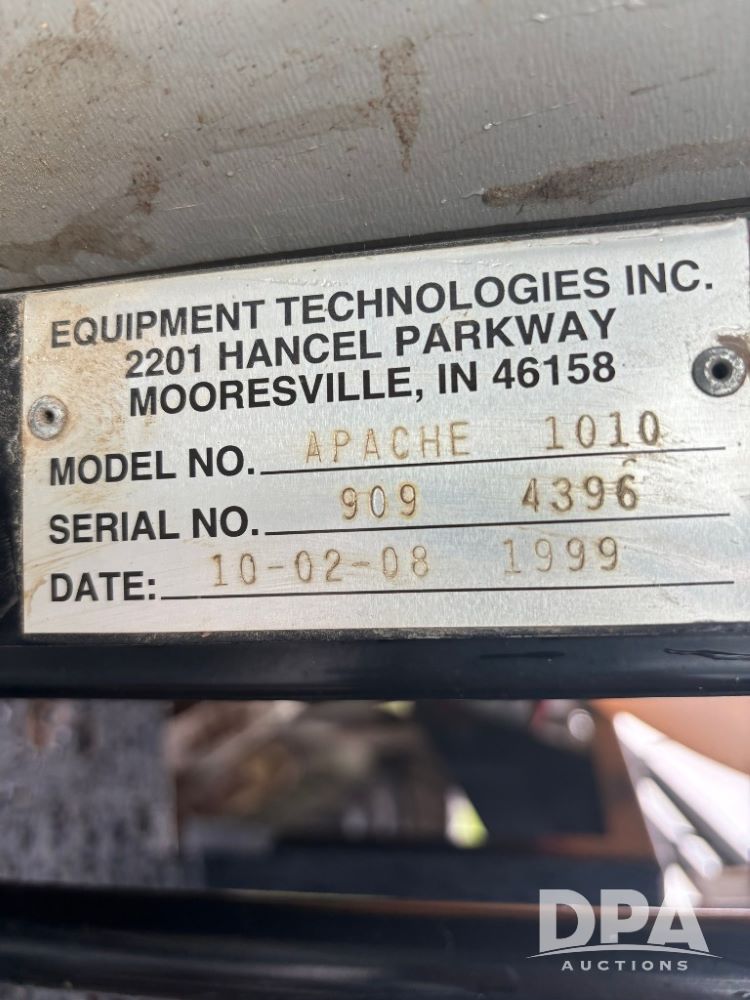 EQUIPMENT TECHNOLOGIES INC.
2201 HANCEL PARKWAY
MOORESVILLE, IN 46158
MODEL NO. APACHE 1010
SERIAL NO. 909 4396
DATE: 10-02-08 1999
DPA
AUCTIONS